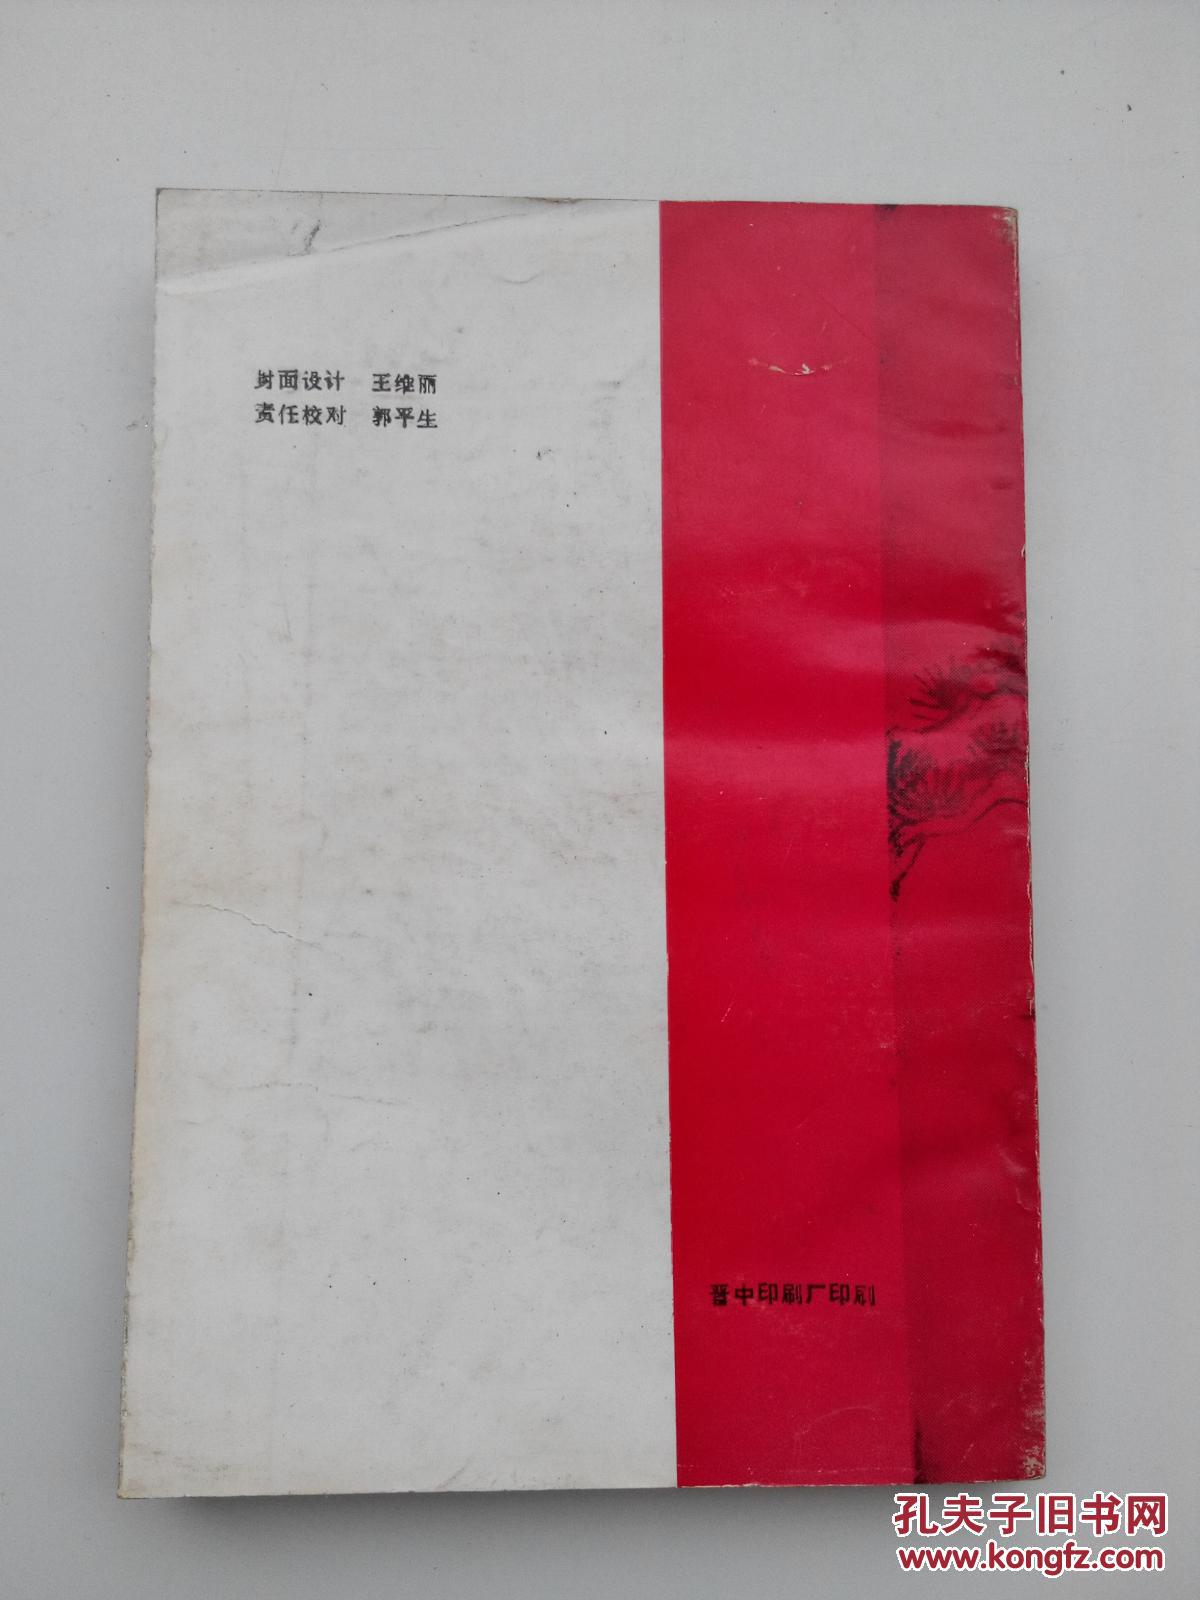 封面设计 王维丽
责任校对 郭平生
晋中印刷厂印刷
孔夫子旧书网
www.kongfz.com